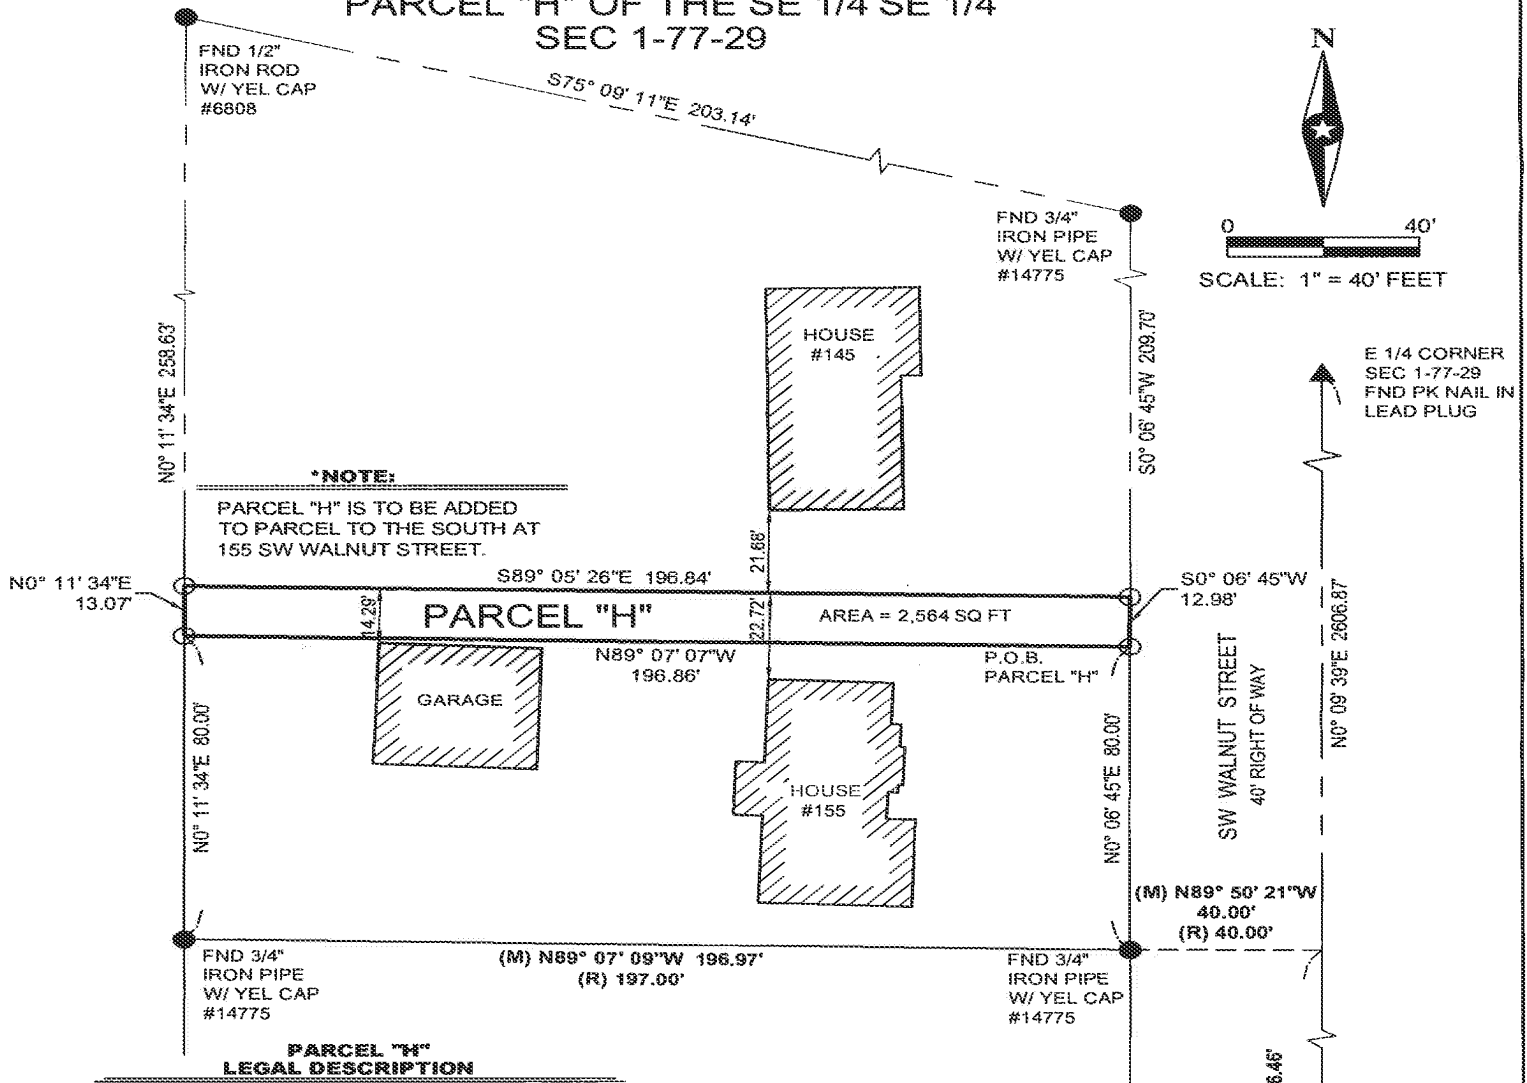 PARCEL "H" OF THE SE 1/4 SE 1/4
SEC 1-77-29
FND 1/2"
IRON ROD
W/ YEL CAP
#6808
S75° 09' 11"E 203.14'
N
FND 3/4"
IRON PIPE
W/ YEL CAP
#14775
0 40'
SCALE: 1" = 40' FEET
HOUSE
#145
E 1/4 CORNER
SEC 1-77-29
FND PK NAIL IN
LEAD PLUG
N0° 11' 34"E 258.63'
S0° 06' 45"W 209.70'
*NOTE:
PARCEL "H" IS TO BE ADDED
TO PARCEL TO THE SOUTH AT
155 SW WALNUT STREET.
21.68'
N0° 11' 34"E
13.07'
S89° 05' 26"E 196.84'
S0° 06' 45"W
12.98'
14.29'
PARCEL "H"
22.72'
AREA = 2,564 SQ FT
N89° 07' 07"W
196.86'
P.O.B.
PARCEL "H"
GARAGE
N0° 09' 39"E 2606.87'
SW WALNUT STREET
40' RIGHT OF WAY
N0° 11' 34"E 80.00'
HOUSE
#155
N0° 06' 45"E 80.00'
(M) N89° 50' 21"W
40.00'
(R) 40.00'
FND 3/4"
IRON PIPE
W/ YEL CAP
#14775
(M) N89° 07' 09"W 196.97'
(R) 197.00'
FND 3/4"
IRON PIPE
W/ YEL CAP
#14775
PARCEL "H"
LEGAL DESCRIPTION
6.46'